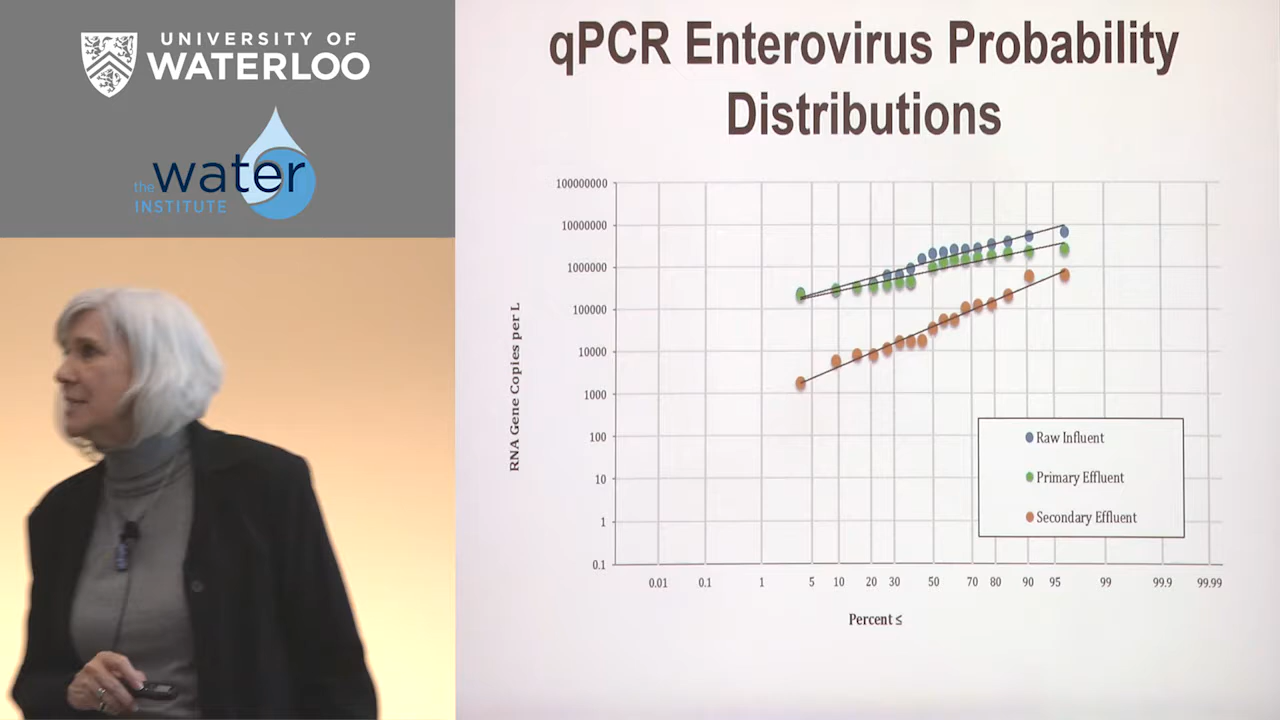 UNIVERSITY OF
WATERLOO
the water
INSTITUTE
qPCR Enterovirus Probability
Distributions
100000000
10000000
1000000
100000
10000
1000
100
10
1
0.1
RNA Gene Copies per L
Raw Influent
Primary Effluent
Secondary Effluent
0.01 0.1 1 5 10 20 30 50 70 80 90 95 99 99.9 99.99
Percent ≤